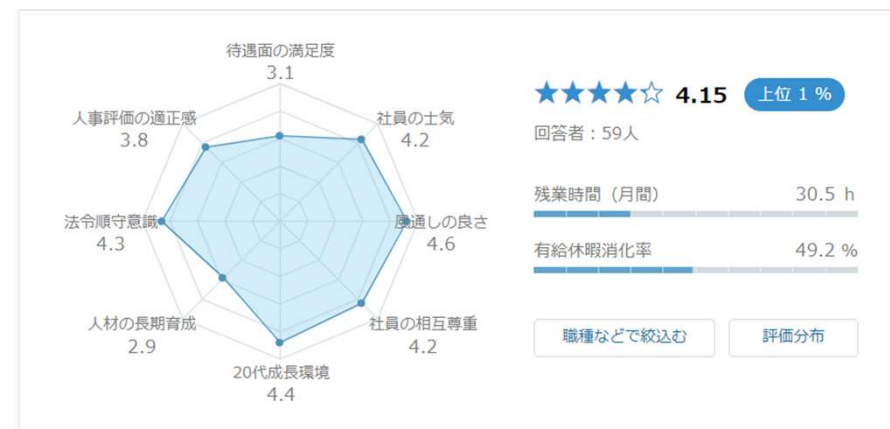 待遇面の満足度
3.1
社員の士気
4.2
風通しの良さ
4.6
社員の相互尊重
4.2
20代成長環境
4.4
人材の長期育成
2.9
法令順守意識
4.3
人事評価の適正感
3.8
★★★★☆ 4.15 上位 1 %
回答者：59人
残業時間（月間） 30.5 h
有給休暇消化率 49.2 %
職種などで絞込む 評価分布